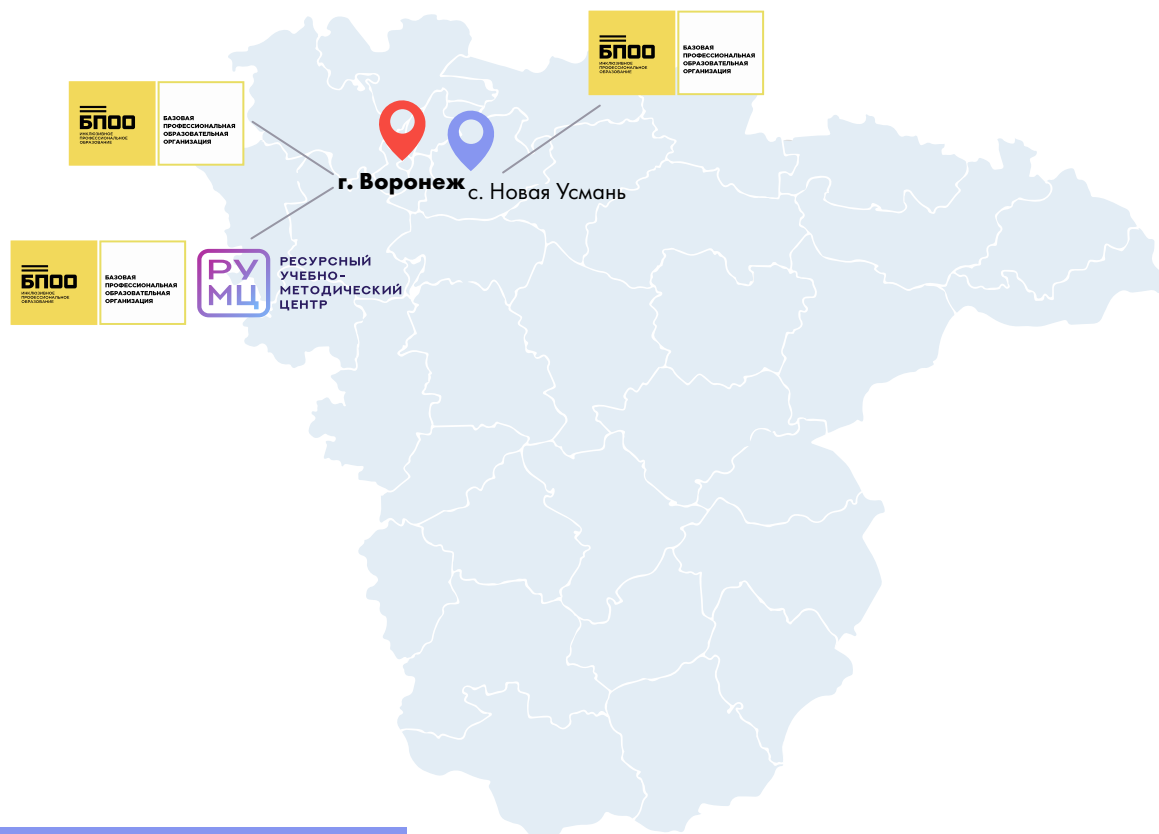 БПОО
ИНКЛЮЗИВНОЕ
ПРОФЕССИОНАЛЬНОЕ
ОБРАЗОВАНИЕ
БАЗОВАЯ
ПРОФЕССИОНАЛЬНАЯ
ОБРАЗОВАТЕЛЬНАЯ
ОРГАНИЗАЦИЯ
БПОО
ИНКЛЮЗИВНОЕ
ПРОФЕССИОНАЛЬНОЕ
ОБРАЗОВАНИЕ
БАЗОВАЯ
ПРОФЕССИОНАЛЬНАЯ
ОБРАЗОВАТЕЛЬНАЯ
ОРГАНИЗАЦИЯ
г. Воронеж
с. Новая Усмань
БПОО
ИНКЛЮЗИВНОЕ
ПРОФЕССИОНАЛЬНОЕ
ОБРАЗОВАНИЕ
БАЗОВАЯ
ПРОФЕССИОНАЛЬНАЯ
ОБРАЗОВАТЕЛЬНАЯ
ОРГАНИЗАЦИЯ
РУ
МЦ
РЕСУРСНЫЙ
УЧЕБНО-
МЕТОДИЧЕСКИЙ
ЦЕНТР